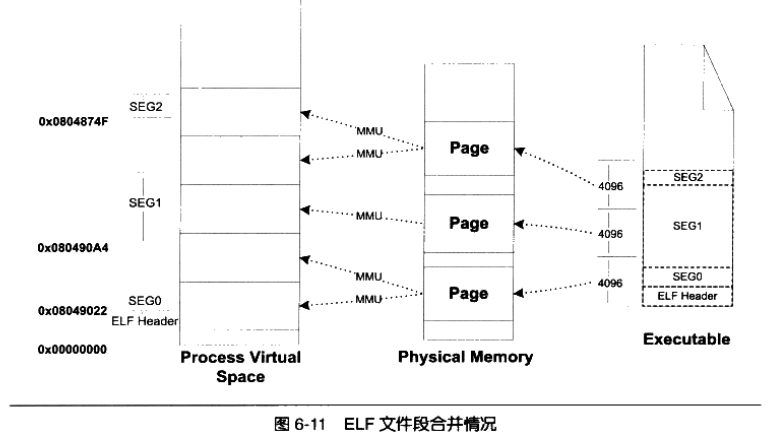 SEG2
0x0804874F
SEG1
0x080490A4
SEG0
0x08049022
ELF Header
0x00000000
Process Virtual
Space
MMU
MMU
MMU
MMU
MMU
Page
Page
Page
Physical Memory
4096
4096
4096
SEG2
SEG1
SEG0
ELF Header
Executable
图 6-11 ELF 文件段合并情况